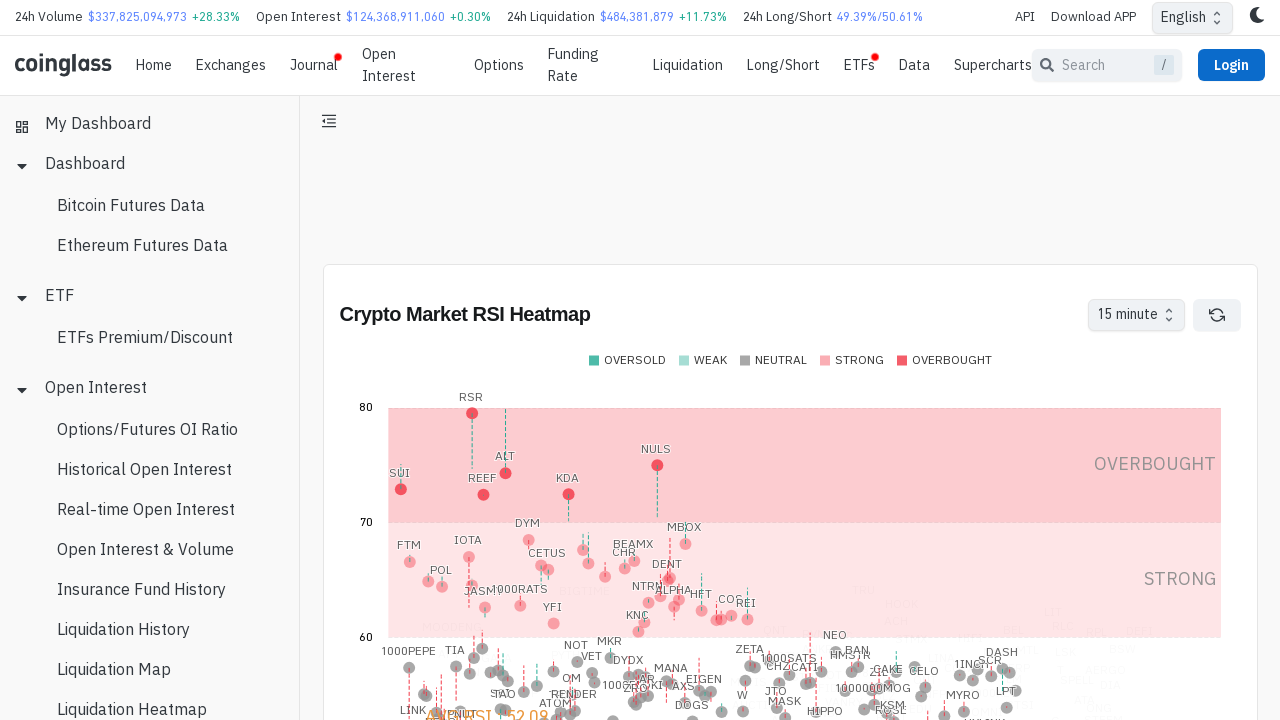 24h Volume $337,825,094,973 +28.33% Open Interest $124,368,911,060 +0.30% 24h Liquidation $484,381,879 +11.73% 24h Long/Short 49.39%/50.61% API Download APP English
coinglass Home Exchanges Journal Open Interest Options Funding Rate Liquidation Long/Short ETFs Data Supercharts Search / Login
My Dashboard
Dashboard
Bitcoin Futures Data
Ethereum Futures Data
ETF
ETFs Premium/Discount
Open Interest
Options/Futures OI Ratio
Historical Open Interest
Real-time Open Interest
Open Interest & Volume
Insurance Fund History
Liquidation History
Liquidation Map
Liquidation Heatmap
Crypto Market RSI Heatmap 15 minute
OVERSOLD WEAK NEUTRAL STRONG OVERBOUGHT
RSR
80
ALT NULS
OVERBOUGHT
SUI REEF KDA
70 DYM MBOX
FTM IOTA BEAMX
CETUS CHR
POL DENT
STRONG
JASMY 1000RATS NTRN ALPHA HFT
YFI COS REI
KNC
60
1000PEPE TIA NOT MKR ZETA NEO
VET DYDX 1000SATS HMSTR BAN DASH
OM MANA CHZ CATI ZIL CAKE CELO 1INCH SCR
TAO RENDER ZRO AXS EIGEN W JTO 1000000MOG MYRO LPT
LINK ATOM DOGS MASK HIPPO KSM ROSE